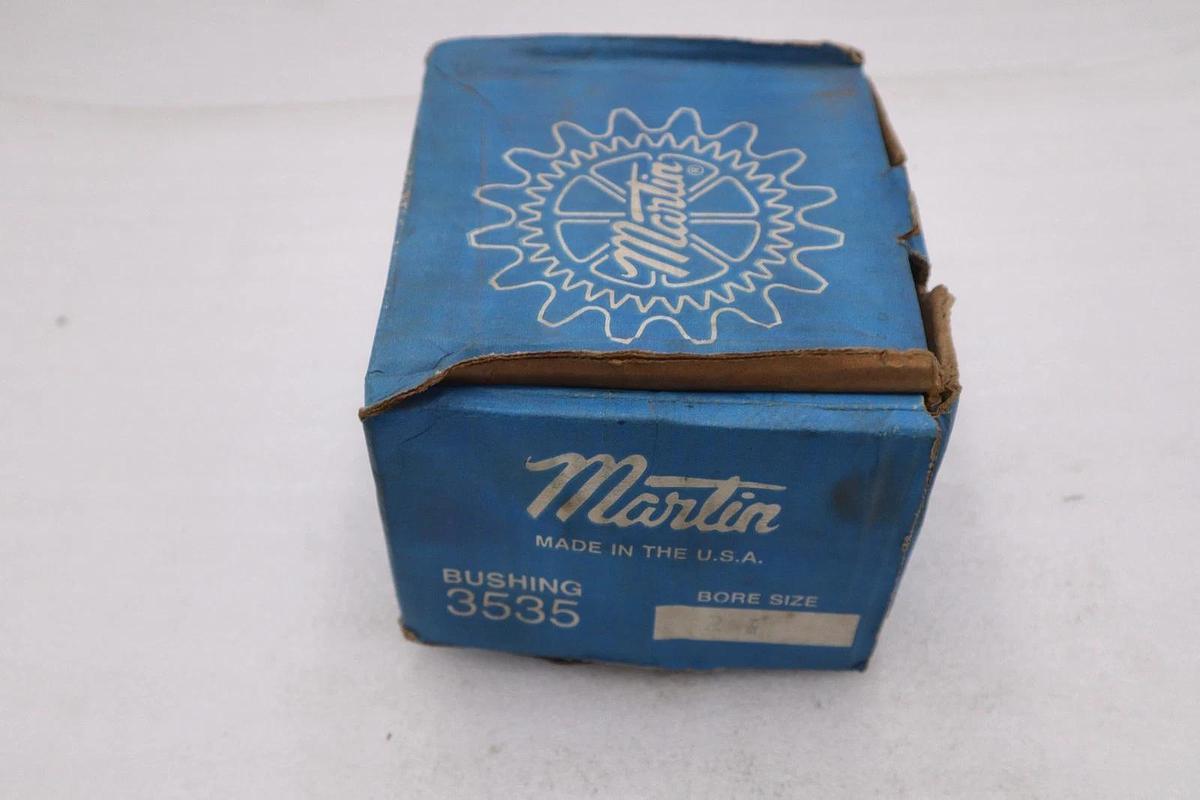 Martin®
Martin
MADE IN THE U.S.A.
BUSHING
3535
BORE SIZE